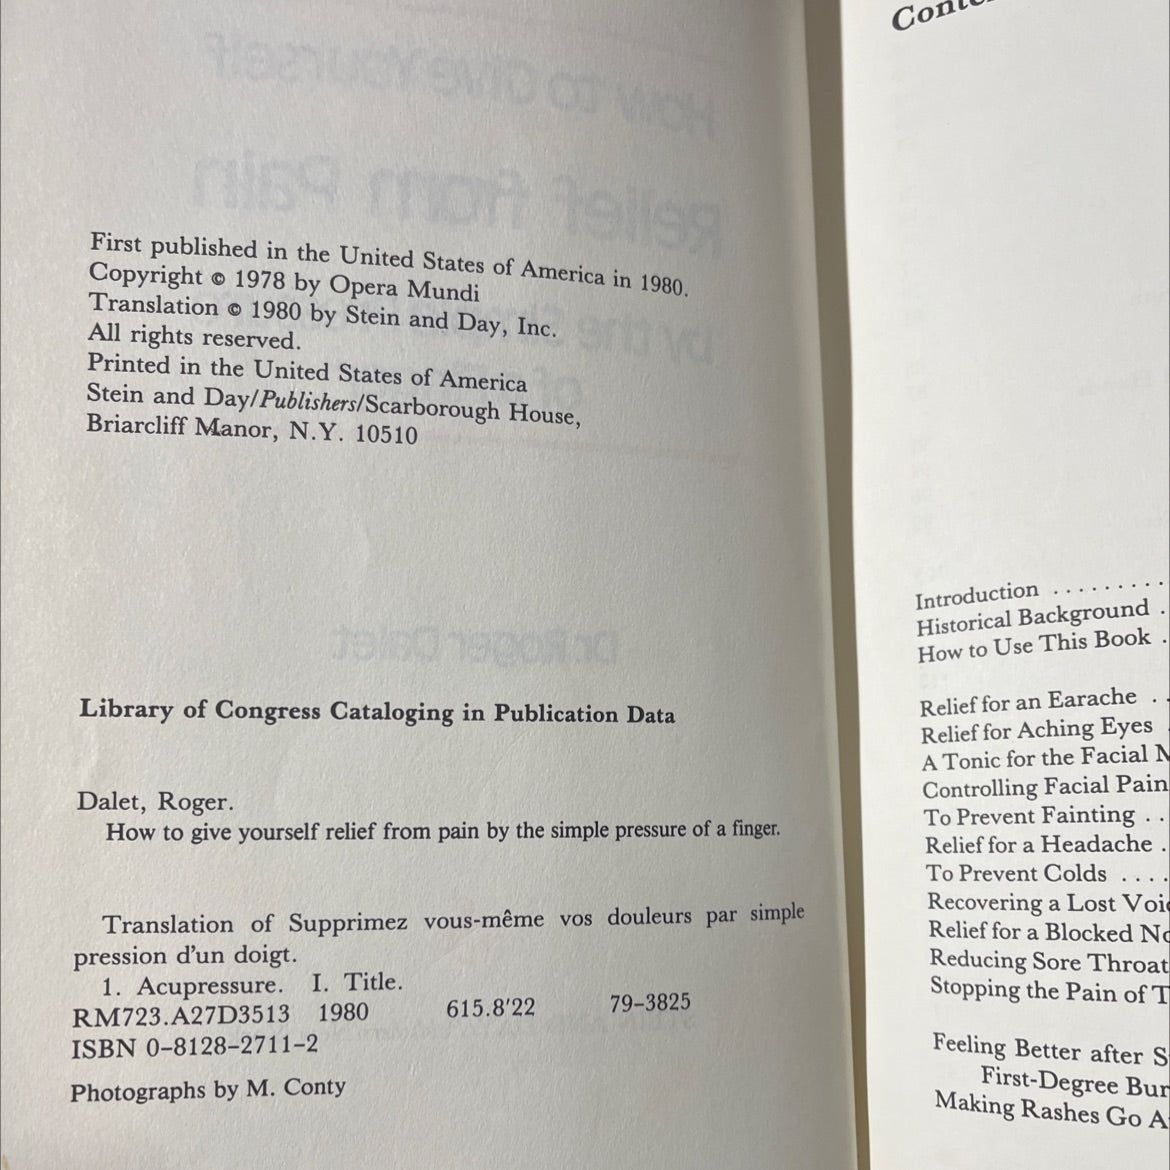 First published in the United States of America in 1980.
Copyright © 1978 by Opera Mundi
Translation © 1980 by Stein and Day, Inc.
All rights reserved.
Printed in the United States of America
Stein and Day/Publishers/Scarborough House,
Briarcliff Manor, N.Y. 10510
Library of Congress Cataloging in Publication Data
Dalet, Roger.
How to give yourself relief from pain by the simple pressure of a finger.
Translation of Supprimez vous-même vos douleurs par simple
pression d'un doigt.
1. Acupressure. I. Title.
RM723.A27D3513 1980 615.8'22 79-3825
ISBN 0-8128-2711-2
Photographs by M. Conty
Introduction . . . . . . . . .
Historical Background .
How to Use This Book .
Relief for an Earache . .
Relief for Aching Eyes
A Tonic for the Facial
Controlling Facial Pain
To Prevent Fainting . .
Relief for a Headache .
To Prevent Colds . . . .
Recovering a Lost
Relief for a Blocked
Reducing Sore Throat
Stopping the Pain of
Feeling Better after
First-Degree
Making Rashes Go